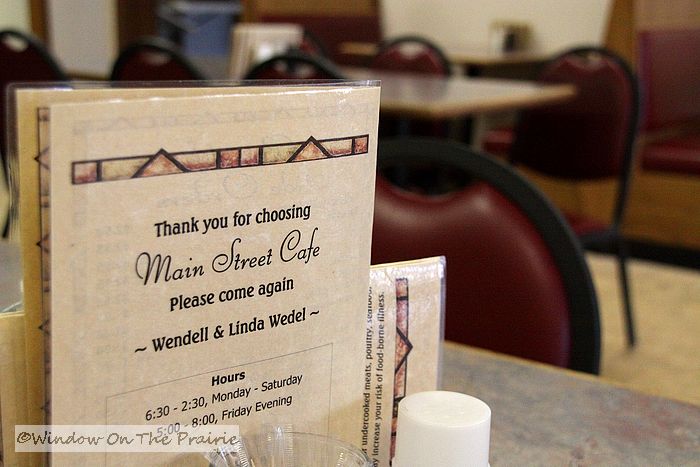 Thank you for choosing
Main Street Cafe
Please come again
~ Wendell & Linda Wedel ~
Hours
6:30 - 2:30, Monday - Saturday
5:00 - 8:00, Friday Evening
undercooked meats, poultry, seafood,
increase your risk of food-borne illness.
©Window On The Prairie